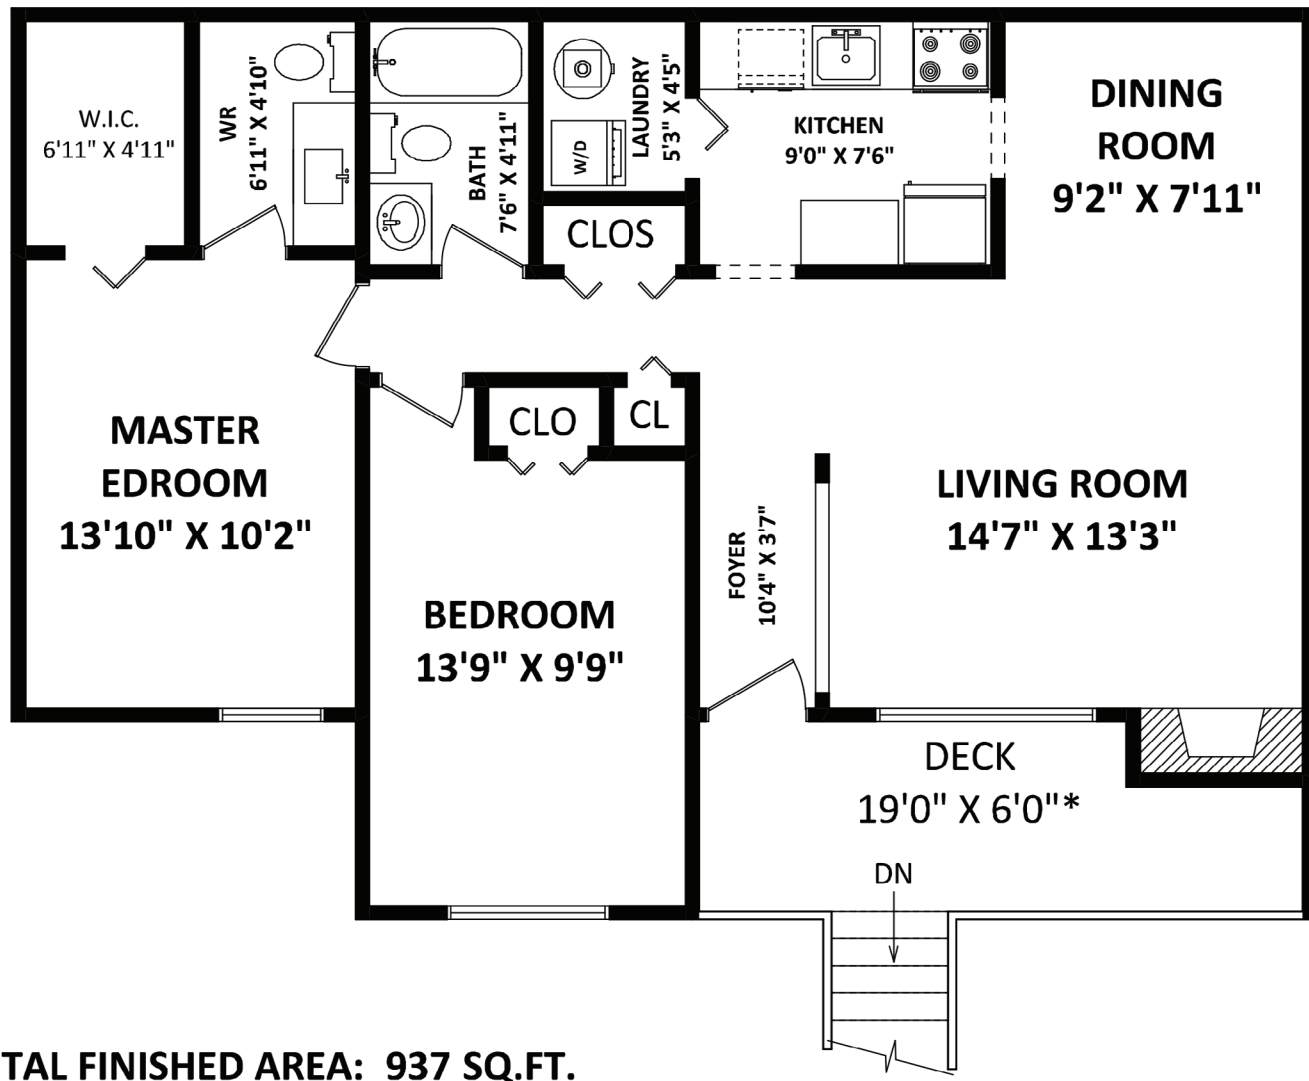 W.I.C.
6'11" X 4'11"
WR
6'11" X 4'10"
BATH
7'6" X 4'11"
LAUNDRY
5'3" X 4'5"
W/D
KITCHEN
9'0" X 7'6"
DINING
ROOM
9'2" X 7'11"
CLOS
MASTER
EDROOM
13'10" X 10'2"
CLO
CL
BEDROOM
13'9" X 9'9"
FOYER
10'4" X 3'7"
LIVING ROOM
14'7" X 13'3"
DECK
19'0" X 6'0"*
DN
TAL FINISHED AREA: 937 SQ.FT.